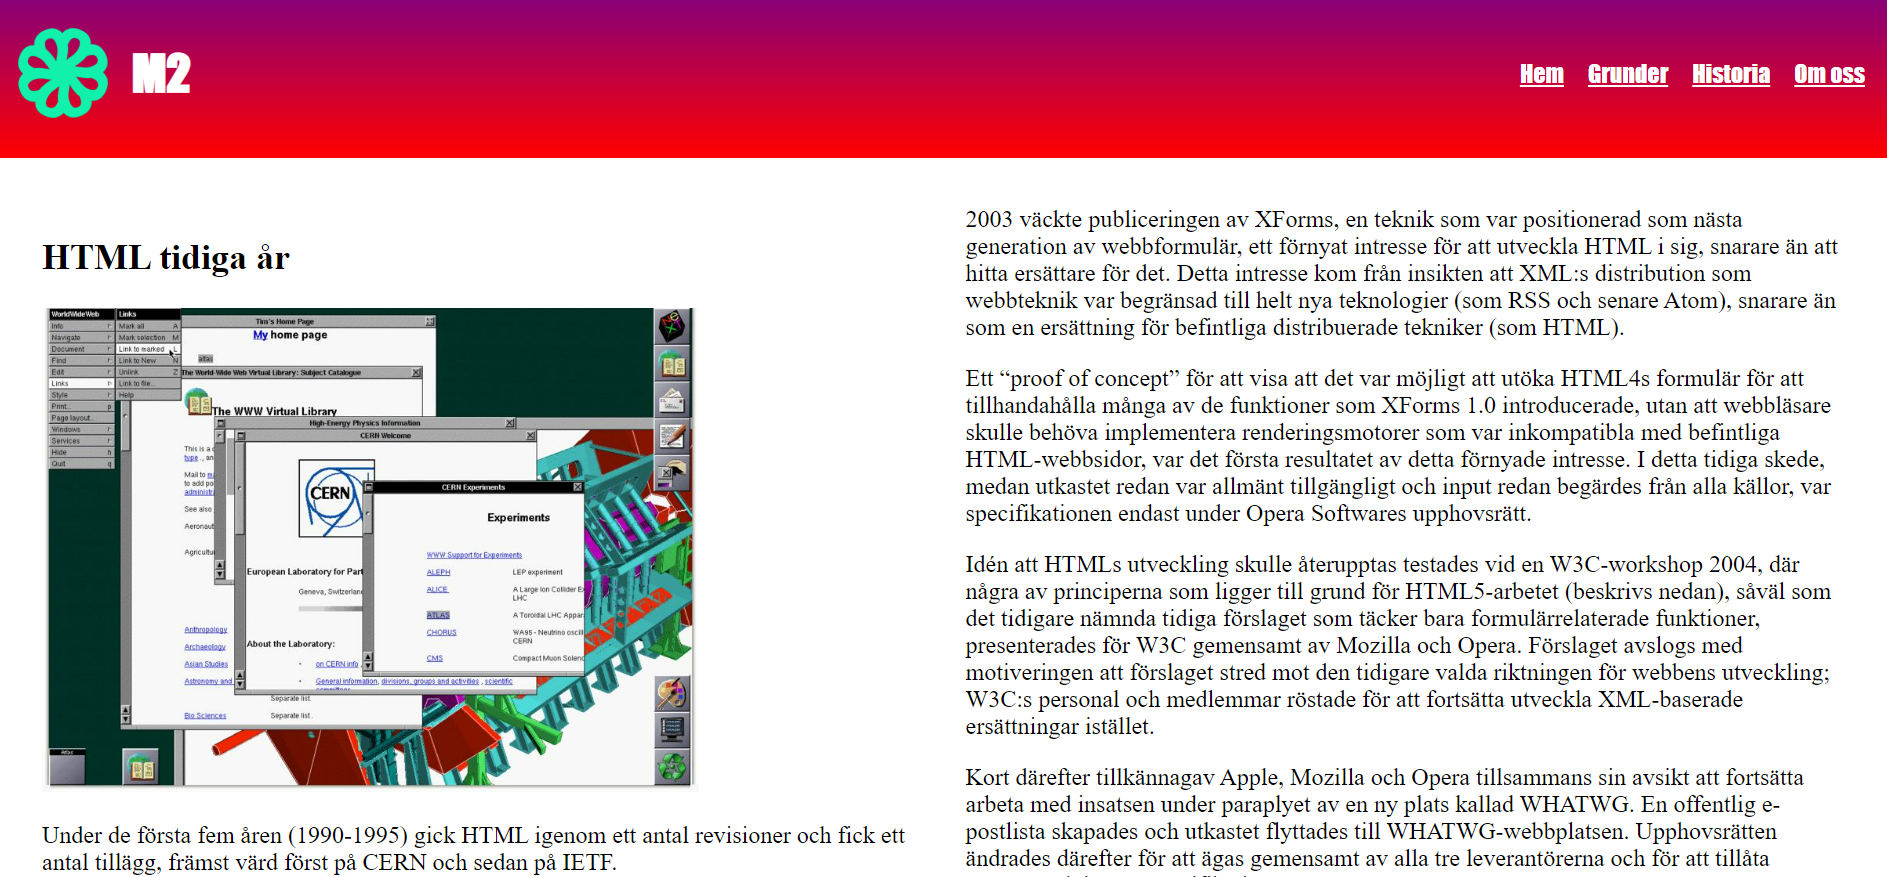 M2
Hem Grunder Historia Om oss
HTML tidiga år
WorldWideWeb
Info r
Navigate r
Document r
Find r
Edit r
Links
Style r
Print... p
Page layout...
Windows r
Services r
Hide h
Quit q
Links
Mark all A
Mark selection M
Link to marked L
Link to New N
Unlink Z
Link to file...
Help
Tim's Home Page
My home page
atlas
The World-Wide Web Virtual Library: Subject Catalogue
The WWW Virtual Library
This is a
type., an
Mail to
to add po
administr
See also
Aeronaut
Agricultu
Anthropology
Archaeology
Asian Studies
Astronomy and
Separate list.
Bio Sciences Separate list.
High-Energy Physics Information
CERN Welcome
CERN
European Laboratory for Part
Geneva, Switzerlan
About the Laboratory:
on CERN info
General information, divisions, groups and activities, scientific
committees
CERN Experiments
Experiments
WWW Support for Experiments
ALEPH LEP experiment
ALICE A Large Ion Collider E
LHC
ATLAS A Toroidal LHC Appar
CHORUS WA95 - Neutrino oscill
CERN
CMS Compact Muon Soleno
Atlas
Under de första fem åren (1990-1995) gick HTML igenom ett antal revisioner och fick ett
antal tillägg, främst värd först på CERN och sedan på IETF.
2003 väckte publiceringen av XForms, en teknik som var positionerad som nästa
generation av webbformulär, ett förnyat intresse för att utveckla HTML i sig, snarare än att
hitta ersättare för det. Detta intresse kom från insikten att XML:s distribution som
webbteknik var begränsad till helt nya teknologier (som RSS och senare Atom), snarare än
som en ersättning för befintliga distribuerade tekniker (som HTML).
Ett “proof of concept” för att visa att det var möjligt att utöka HTML4s formulär för att
tillhandahålla många av de funktioner som XForms 1.0 introducerade, utan att webbläsare
skulle behöva implementera renderingsmotorer som var inkompatibla med befintliga
HTML-webbsidor, var det första resultatet av detta förnyade intresse. I detta tidiga skede,
medan utkastet redan var allmänt tillgängligt och input redan begärdes från alla källor, var
specifikationen endast under Opera Softwares upphovsrätt.
Idén att HTMLs utveckling skulle återupptas testades vid en W3C-workshop 2004, där
några av principerna som ligger till grund för HTML5-arbetet (beskrivs nedan), såväl som
det tidigare nämnda tidiga förslaget som täcker bara formulärrelaterade funktioner,
presenterades för W3C gemensamt av Mozilla och Opera. Förslaget avslogs med
motiveringen att förslaget stred mot den tidigare valda riktningen för webbens utveckling;
W3C:s personal och medlemmar röstade för att fortsätta utveckla XML-baserade
ersättningar istället.
Kort därefter tillkännagav Apple, Mozilla och Opera tillsammans sin avsikt att fortsätta
arbeta med insatsen under paraplyet av en ny plats kallad WHATWG. En offentlig e-
postlista skapades och utkastet flyttades till WHATWG-webbplatsen. Upphovsrätten
ändrades därefter för att ägas gemensamt av alla tre leverantörerna och för att tillåta